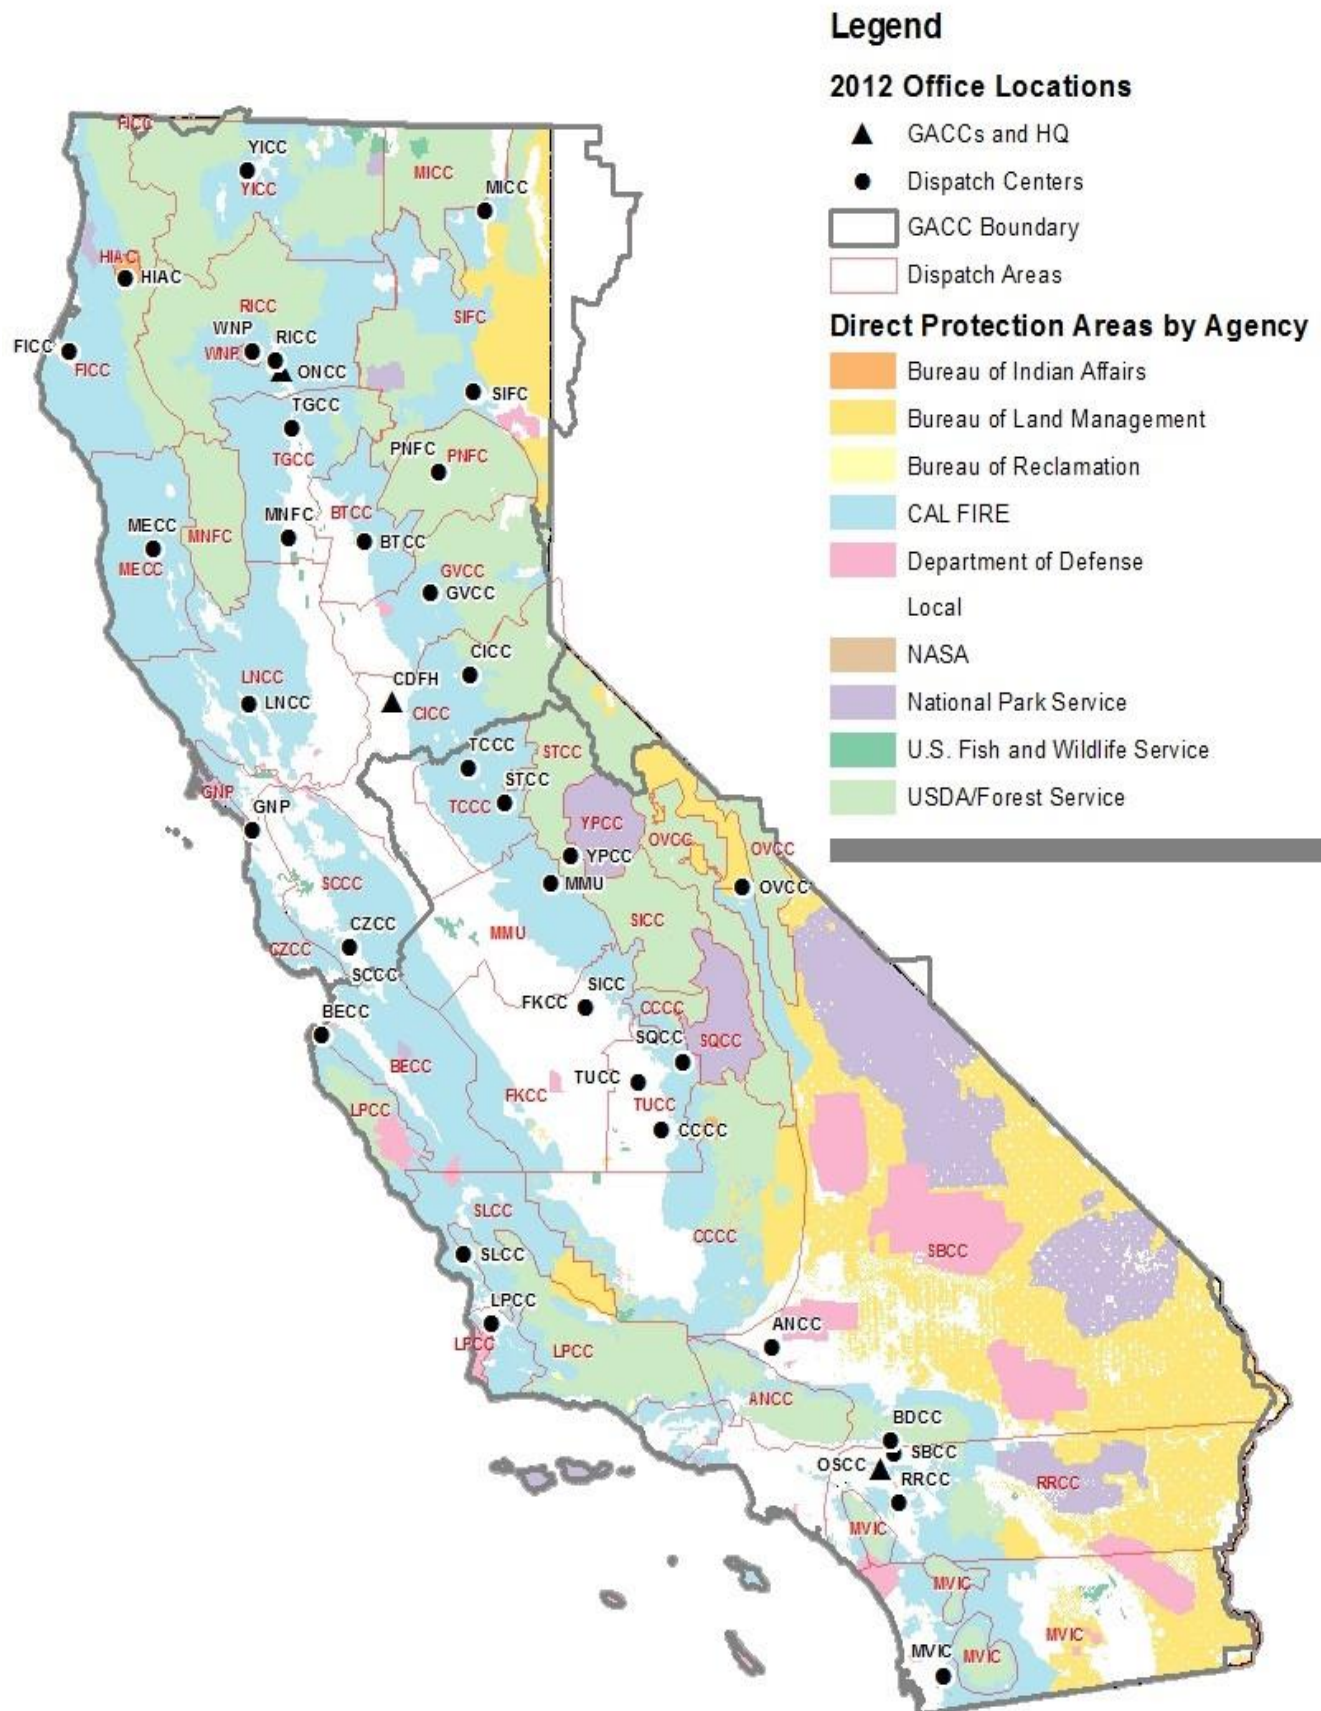 Legend
2012 Office Locations
GACCs and HQ
Dispatch Centers
GACC Boundary
Dispatch Areas
Direct Protection Areas by Agency
Bureau of Indian Affairs
Bureau of Land Management
Bureau of Reclamation
CAL FIRE
Department of Defense
Local
NASA
National Park Service
U.S. Fish and Wildlife Service
USDA/Forest Service
FICC
YICC
YICC
MICC
MICC
HIAC
HIAC
RICC
SIFC
WNP
WNP
RICC
FICC
FICC
ONCC
SIFC
TGCC
TGCC
PNFC
PNFC
MNFC
BTCC
BTCC
MECC
MECC
MNFC
GVCC
GVCC
CICC
LNCC
LNCC
CDFH
CICC
TCCC
STCC
STCC
TCCC
GNP
GNP
YPCC
YPCC
OVCC
OVCC
OVCC
MMU
SCCC
SICC
MMU
CZCC
CZCC
SCCC
SICC
FKCC
CCCC
BECC
SQCC
SQCC
BECC
TUCC
TUCC
FKCC
LPCC
CCCC
SLCC
SLCC
CCCC
SBCC
LPCC
LPCC
LPCC
ANCC
ANCC
BDCC
SBCC
OSCC
RRCC
RRCC
MVIC
MVIC
MVIC
MVIC
MVIC